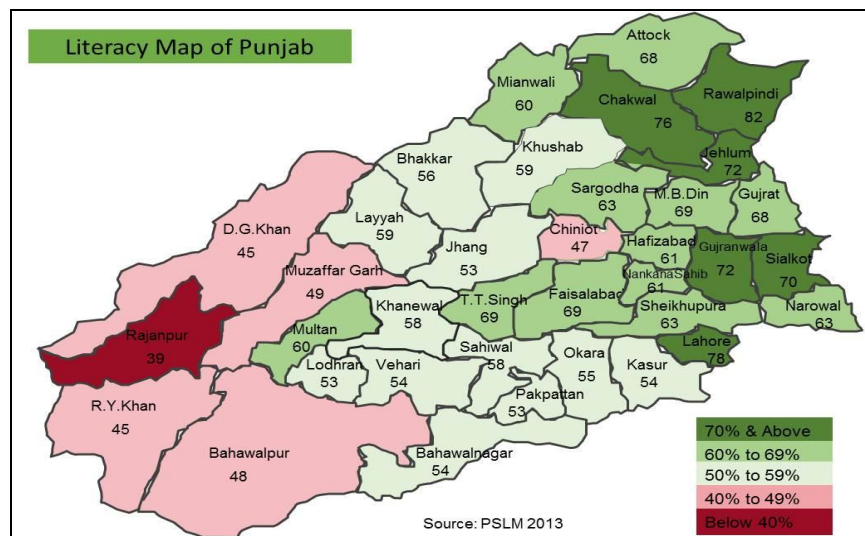 Literacy Map of Punjab
Attock
68
Mianwali
60
Chakwal
76
Rawalpindi
82
Jehlum
72
Bhakkar
56
Khushab
59
Sargodha
63
M.B.Din
69
Gujrat
68
Layyah
59
D.G.Khan
45
Jhang
53
Chiniot
47
Hafizabad
61
Gujranwala
72
Sialkot
70
Muzaffar Garh
49
NankanaSahib
61
Khanewal
58
T.T.Singh
69
Faisalabad
69
Sheikhupura
63
Narowal
63
Rajanpur
39
Multan
60
Lahore
78
Lodhran
53
Vehari
54
Sahiwal
58
Okara
55
Kasur
54
Pakpattan
53
R.Y.Khan
45
Bahawalpur
48
Bahawalnagar
54
70% & Above
60% to 69%
50% to 59%
40% to 49%
Below 40%
Source: PSLM 2013